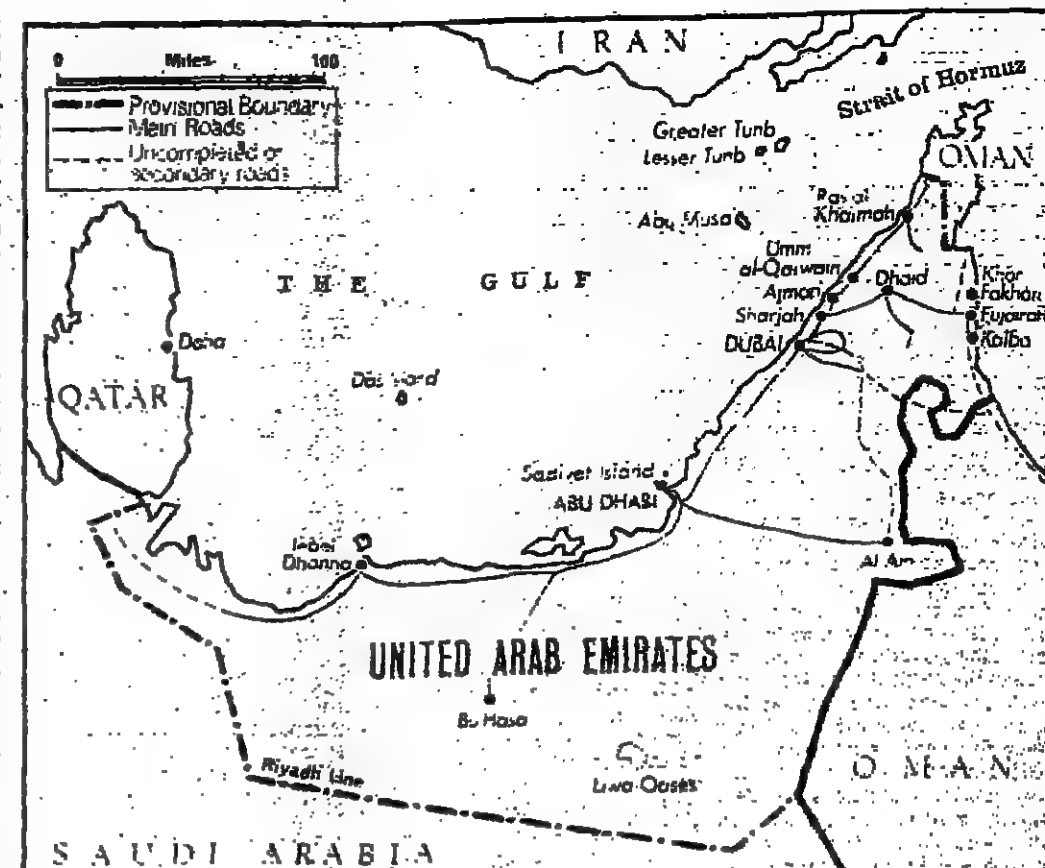 IRAN
0 Miles 100
Provisional Boundary
Main Roads
Uncompleted or
secondary roads
Strait of Hormuz
Greater Tunb
Lesser Tunb
OMAN
Abu Musa
Ras al
Khaimah
THE GULF
Umm
al-Qaiwain
Dhaid
Khor
Fakhan
Ajman
Sharjah
Fujairah
DUBAI
Kalba
Doha
QATAR
Das Island
Sadiyet Island
ABU DHABI
Jebel
Dhanna
Al Ain
UNITED ARAB EMIRATES
Bu Hasa
Riyadh Line
Liwa Oases
OMAN
SAUDI ARABIA